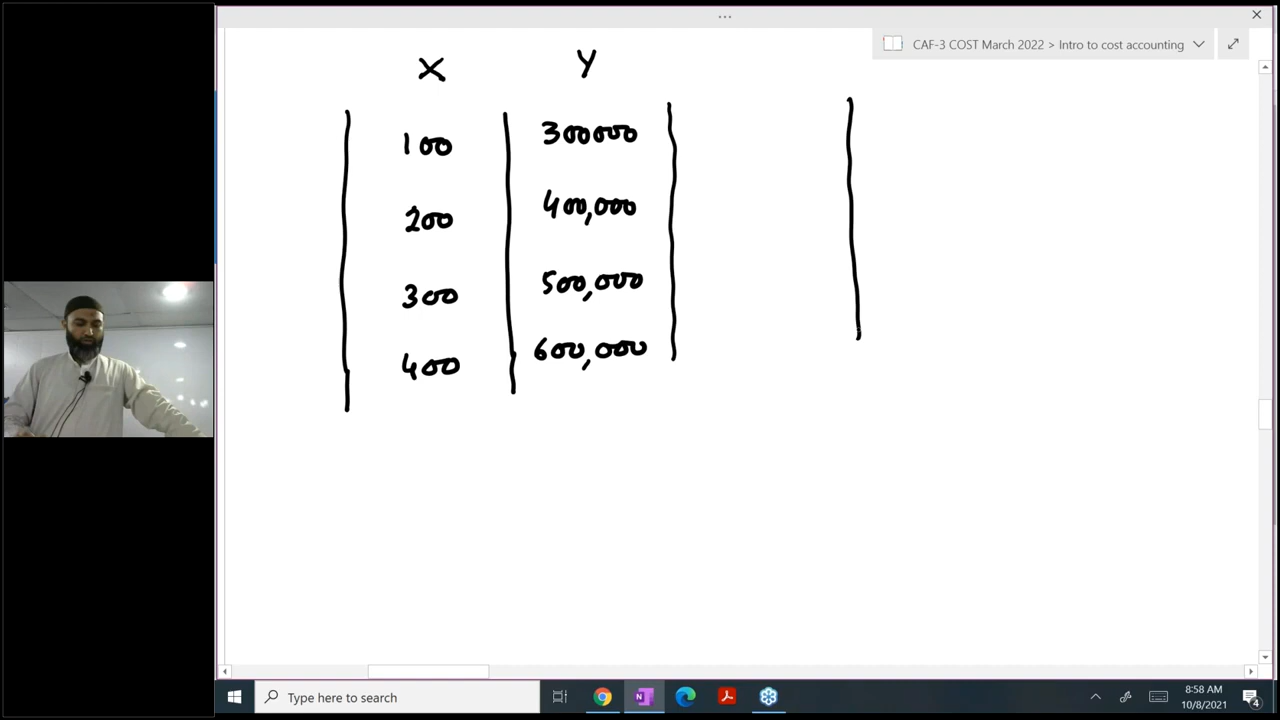 CAF-3 COST March 2022 > Intro to cost accounting
X Y
100 300000
200 400,000
300 500,000
400 600,000
Type here to search
8:58 AM
10/8/2021
4